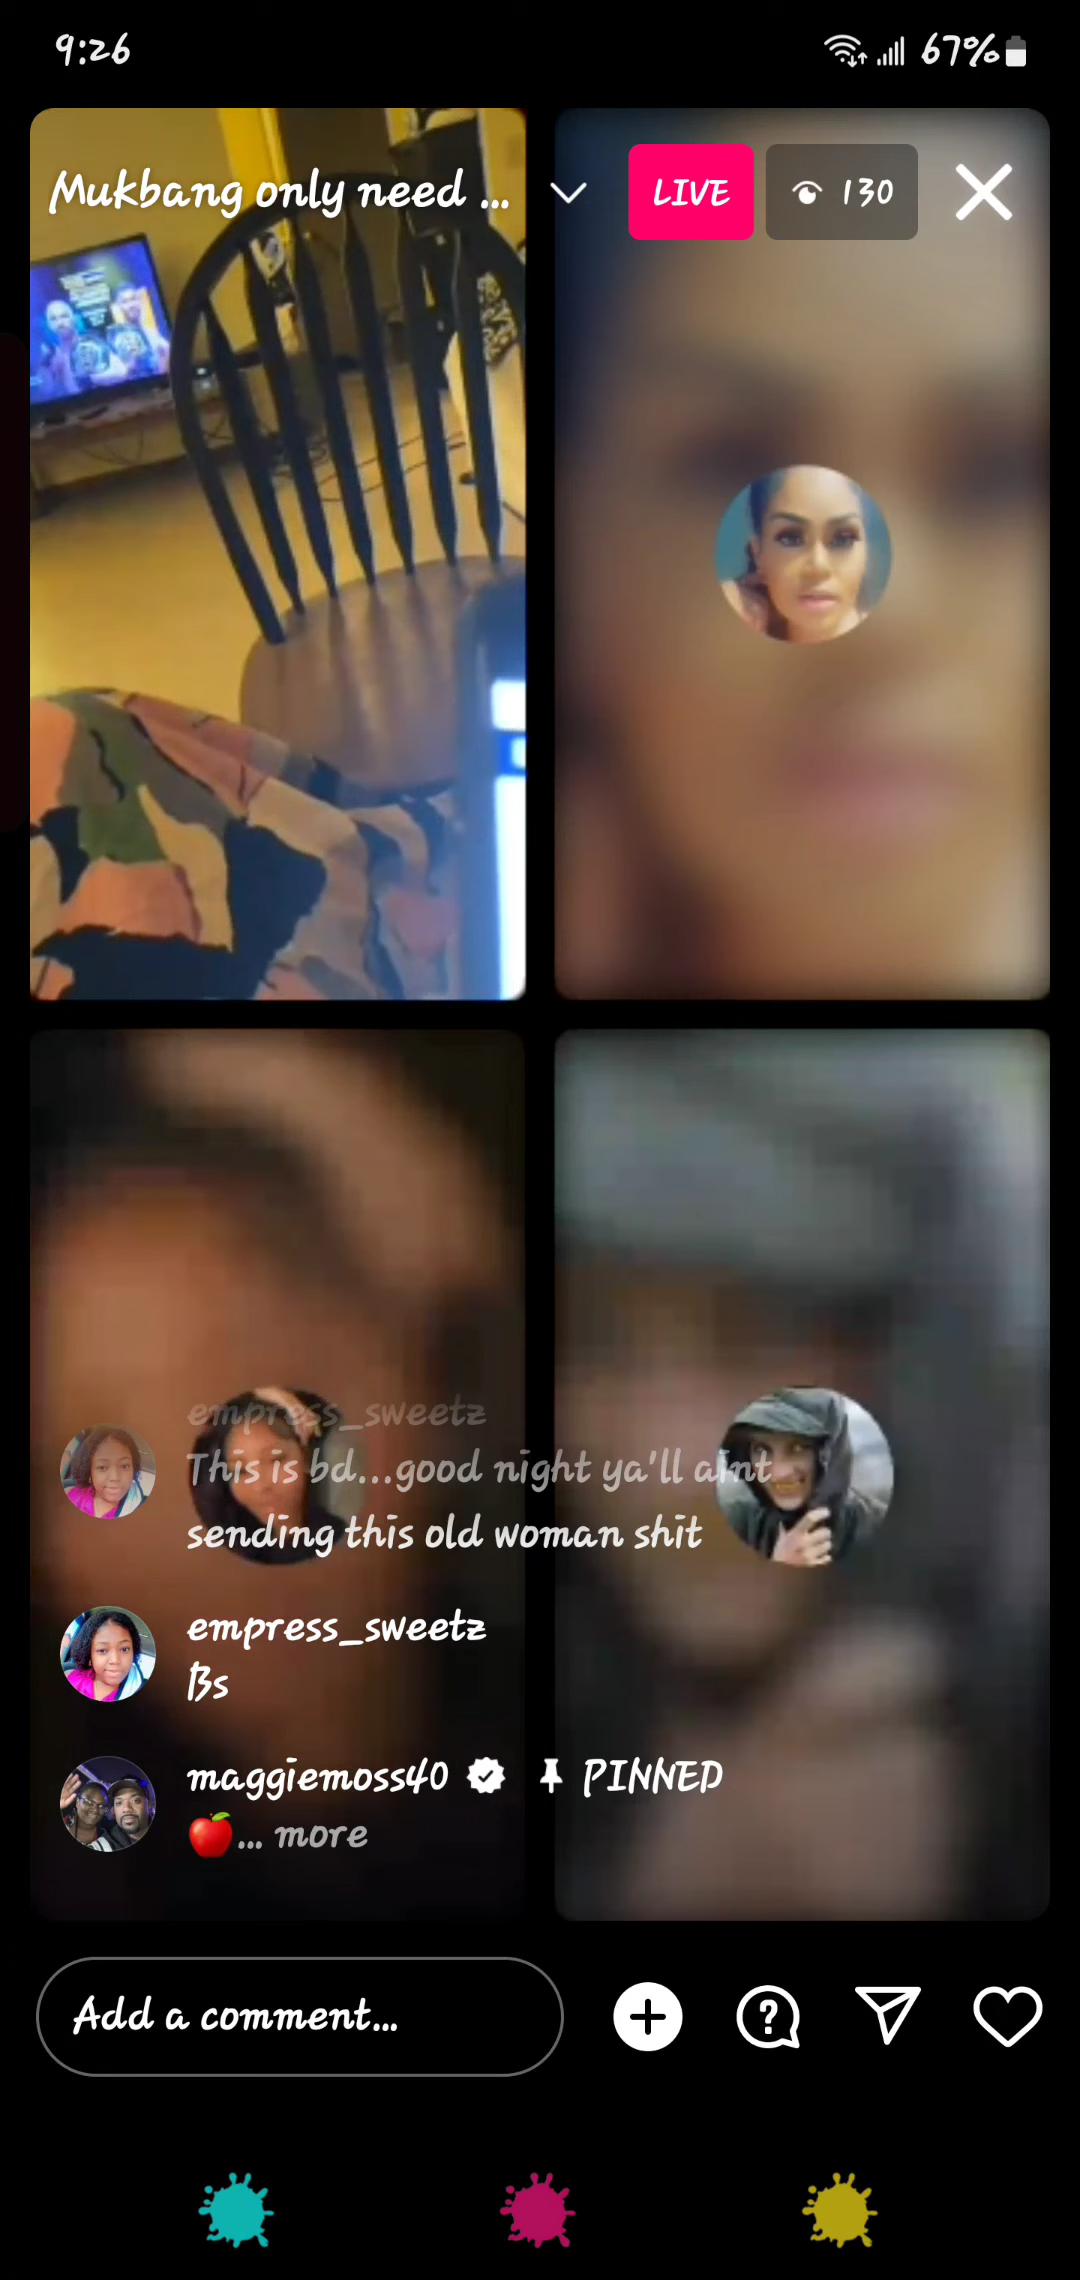 9:26
67%
Mukbang only need ...
LIVE
130
empress_sweetz
This is bd...good night ya'll aint
sending this old woman shit
empress_sweetz
Bs
maggiemoss40 PINNED
🍎... more
Add a comment...